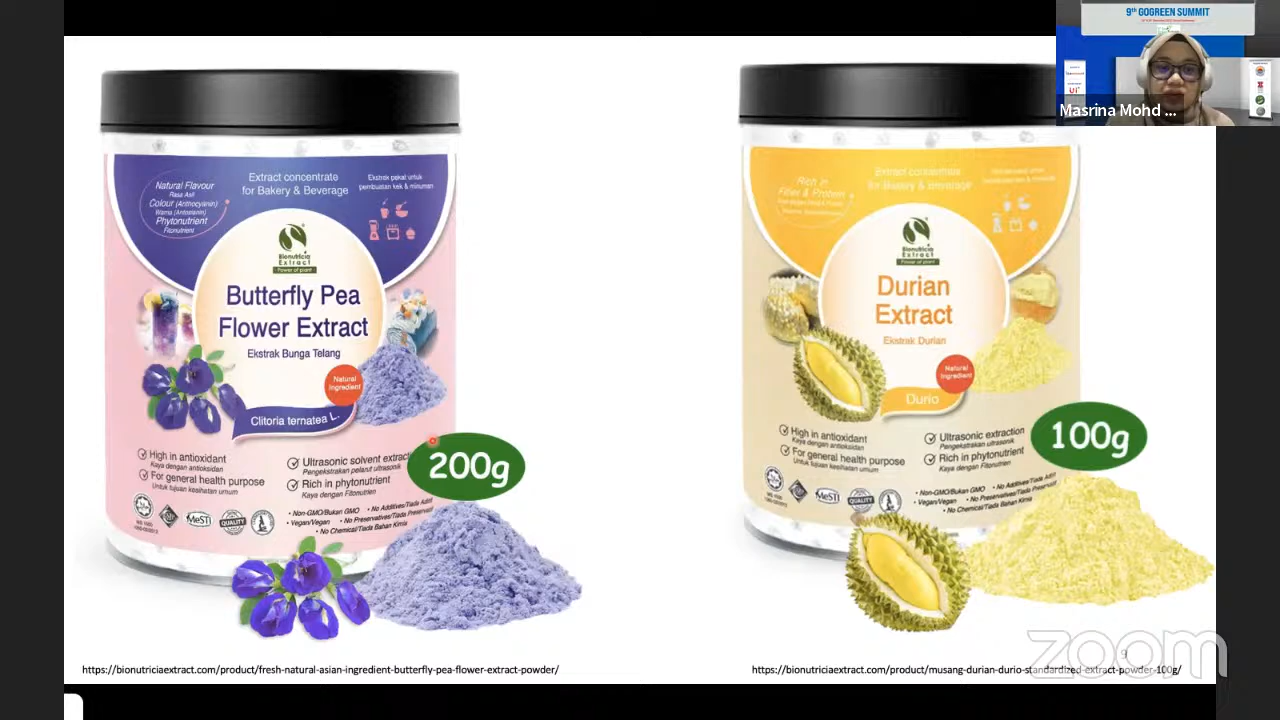 9th GOGREEN SUMMIT
Masrina Mohd ...
Natural Flavour
Rasa Asli
Colour (Anthocyanin)
Warna (Antosianin)
Phytonutrient
Fitonutrient
Extract concentrate
for Bakery & Beverage
Ekstrak pekat untuk
pembuatan kek & minuman
Bionutricia
Extract
Power of plant
Butterfly Pea
Flower Extract
Ekstrak Bunga Telang
Natural
Ingredient
Clitoria ternatea L.
High in antioxidant
Kaya dengan antioksidan
For general health purpose
Untuk tujuan kesihatan umum
Ultrasonic solvent extract
Pengekstrakan pelarut ultrasonik
Rich in phytonutrient
Kaya dengan Fitonutrien
• Non-GMO/Bukan GMO • No Additives/Tiada Aditif
• Vegan/Vegan • No Preservatives/Tiada
• No Chemical/Tiada Bahan Kimia
MeSTI
QUALITY
200g
https://bionutriciaextract.com/product/fresh-natural-asian-ingredient-butterfly-pea-flower-extract-powder/
Rich in
Fiber & Protein
Extract concentrate
for Bakery & Beverage
Bionutricia
Extract
Power of plant
Durian
Extract
Ekstrak Durian
Natural
Ingredient
Durio
High in antioxidant
Kaya dengan antioksidan
For general health purpose
Untuk tujuan kesihatan umum
Ultrasonic extraction
Pengekstrakan ultrasonik
Rich in phytonutrient
Kaya dengan Fitonutrien
• Non-GMO/Bukan GMO • No Additives/Tiada Aditif
• Vegan/Vegan • No Preservatives/Tiada
• No Chemical/Tiada Bahan Kimia
MeSTI
QUALITY
100g
https://bionutriciaextract.com/product/musang-durian-durio-standardized-extract-powder-100g/
9
zoom